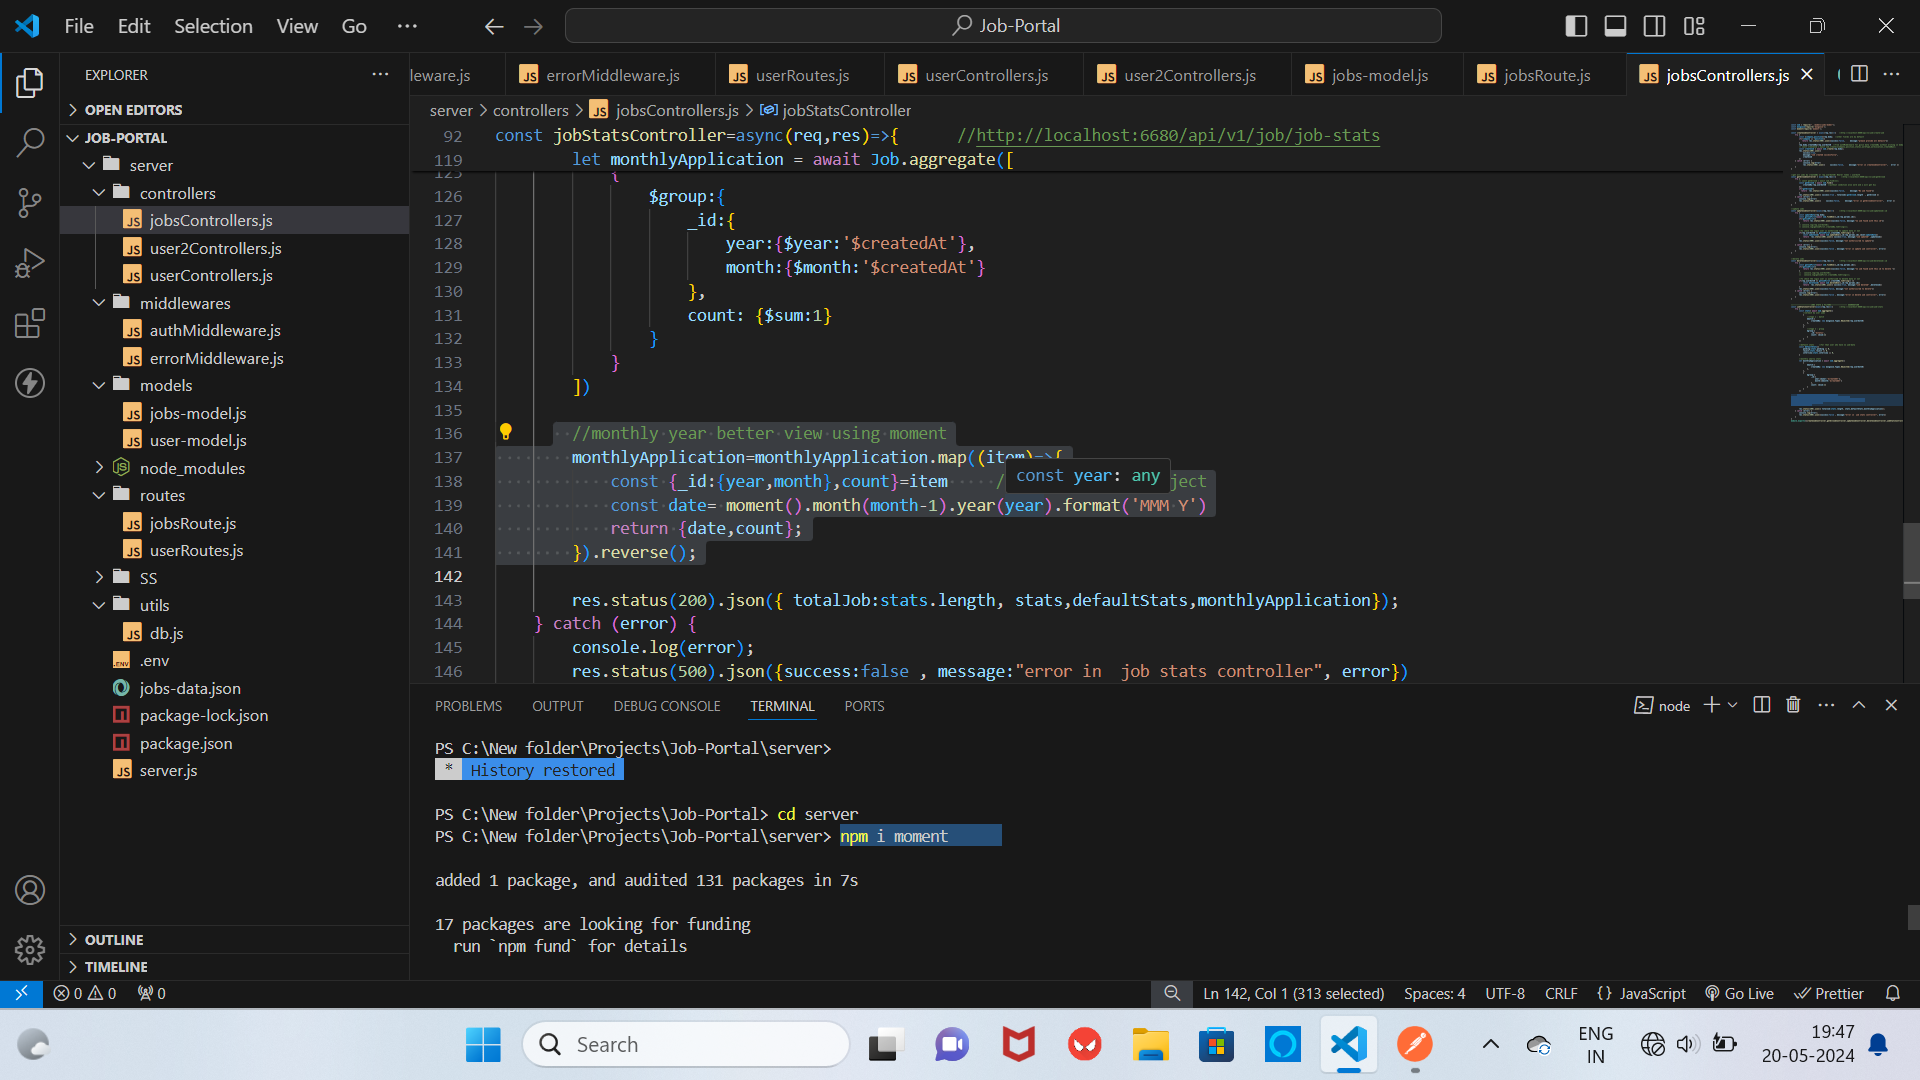 File Edit Selection View Go ···
Job-Portal
EXPLORER
OPEN EDITORS
JOB-PORTAL
server
controllers
jobsControllers.js
user2Controllers.js
userControllers.js
middlewares
authMiddleware.js
errorMiddleware.js
models
jobs-model.js
user-model.js
node_modules
routes
jobsRoute.js
userRoutes.js
SS
utils
db.js
.env
jobs-data.json
package-lock.json
package.json
server.js
OUTLINE
TIMELINE
leware.js errorMiddleware.js userRoutes.js userControllers.js user2Controllers.js jobs-model.js jobsRoute.js jobsControllers.js
server > controllers > jobsControllers.js > jobStatsController
92 const jobStatsController=async(req,res)=>{ //http://localhost:6680/api/v1/job/job-stats
119 let monthlyApplication = await Job.aggregate([
125 {
126 $group:{
127 _id:{
128 year:{$year:'$createdAt'},
129 month:{$month:'$createdAt'}
130 },
131 count: {$sum:1}
132 }
133 }
134 ])
135
136 //monthly year better view using moment
137 monthlyApplication=monthlyApplication.map((item)=>{
138 const {_id:{year,month},count}=item / const year: any ject
139 const date= moment().month(month-1).year(year).format('MMM Y')
140 return {date,count};
141 }).reverse();
142
143 res.status(200).json({ totalJob:stats.length, stats,defaultStats,monthlyApplication});
144 } catch (error) {
145 console.log(error);
146 res.status(500).json({success:false , message:"error in  job stats controller", error})
PROBLEMS OUTPUT DEBUG CONSOLE TERMINAL PORTS
node
PS C:\New folder\Projects\Job-Portal\server>
* History restored
PS C:\New folder\Projects\Job-Portal> cd server
PS C:\New folder\Projects\Job-Portal\server> npm i moment
added 1 package, and audited 131 packages in 7s
17 packages are looking for funding
run `npm fund` for details
0 0 0
Ln 142, Col 1 (313 selected) Spaces: 4 UTF-8 CRLF {} JavaScript Go Live Prettier
Search
ENG
IN
19:47
20-05-2024